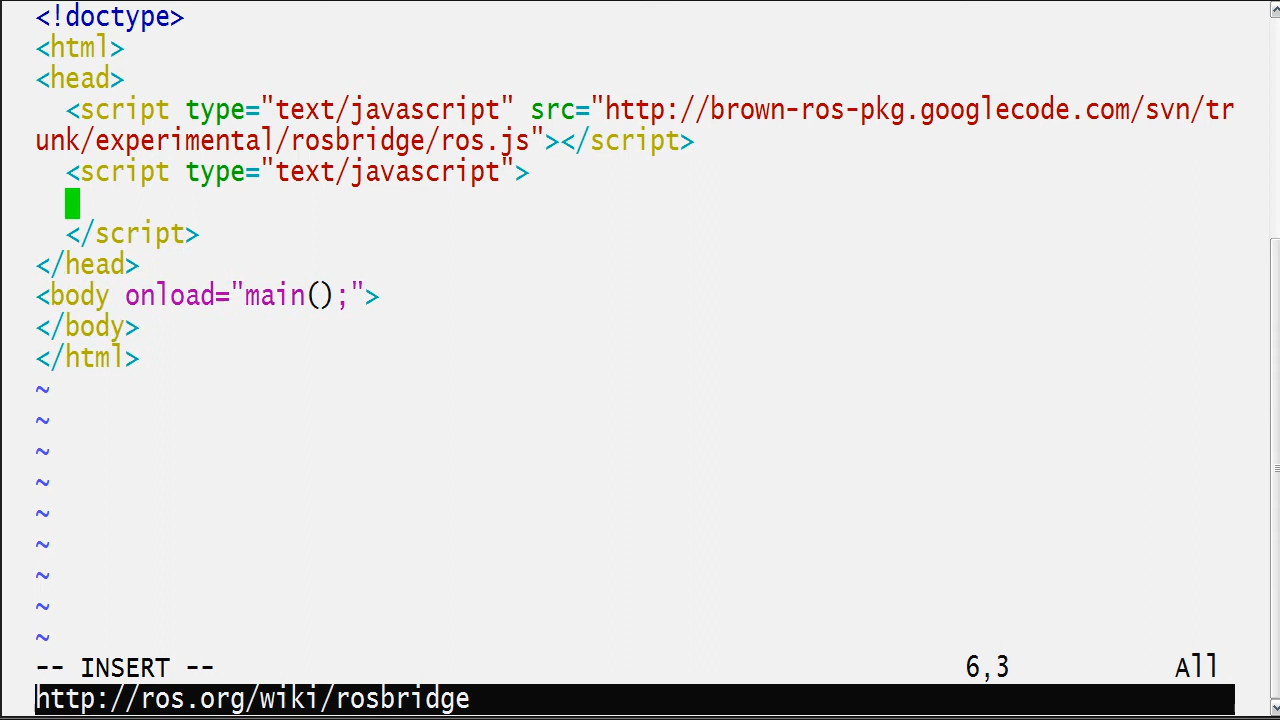 <!doctype>
<html>
<head>
  <script type="text/javascript" src="http://brown-ros-pkg.googlecode.com/svn/tr
unk/experimental/rosbridge/ros.js"></script>
  <script type="text/javascript">
  </script>
</head>
<body onload="main();">
</body>
</html>
~
~
~
~
~
~
~
~
~
-- INSERT -- 6,3 All
http://ros.org/wiki/rosbridge